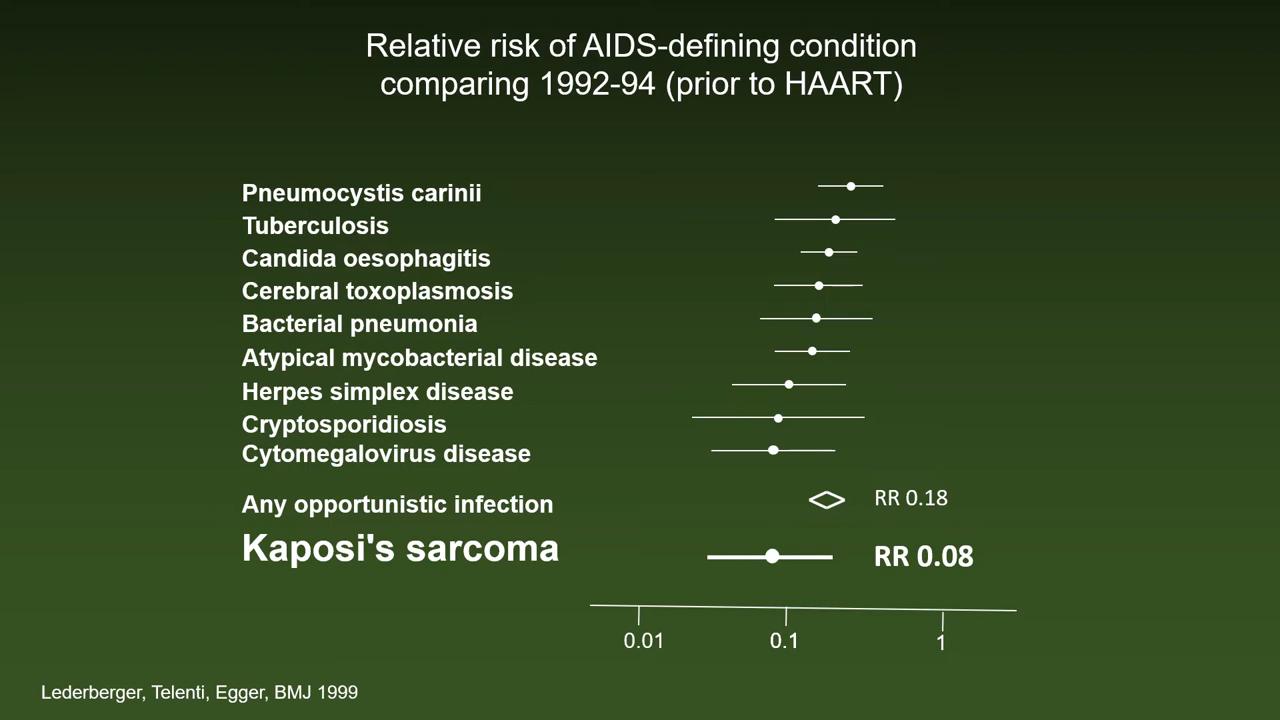 Relative risk of AIDS-defining condition
comparing 1992-94 (prior to HAART)
Pneumocystis carinii
Tuberculosis
Candida oesophagitis
Cerebral toxoplasmosis
Bacterial pneumonia
Atypical mycobacterial disease
Herpes simplex disease
Cryptosporidiosis
Cytomegalovirus disease
Any opportunistic infection RR 0.18
Kaposi's sarcoma RR 0.08
0.01 0.1 1
Lederberger, Telenti, Egger, BMJ 1999